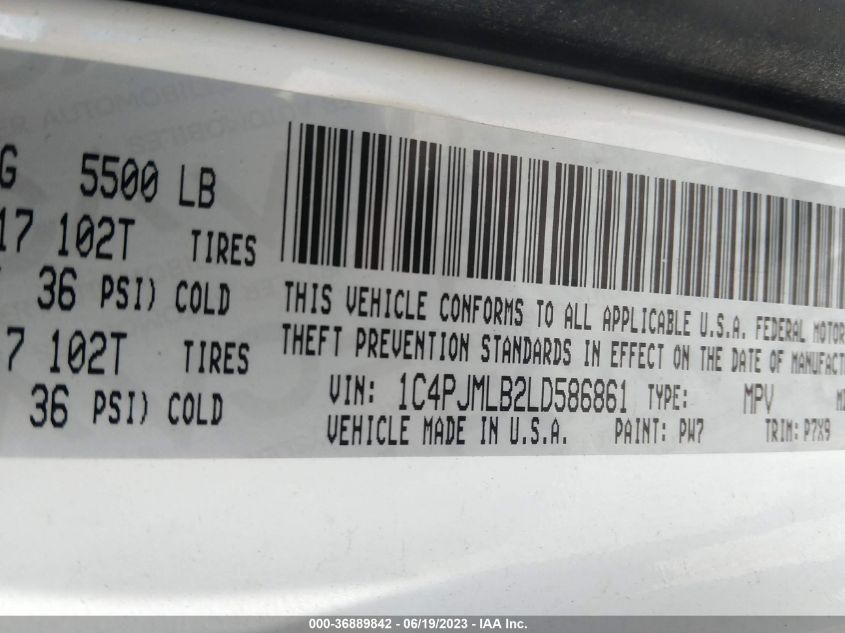 G 5500 LB
17 102T TIRES
36 PSI) COLD
7 102T TIRES
36 PSI) COLD
THIS VEHICLE CONFORMS TO ALL APPLICABLE U.S.A. FEDERAL MOTOR
THEFT PREVENTION STANDARDS IN EFFECT ON THE DATE OF MANUFACT
VIN: 1C4PJMLB2LD586861 TYPE: MPV
VEHICLE MADE IN U.S.A. PAINT: PW7 TRIM: P7X9
000-36889842 - 06/19/2023 - IAA Inc.